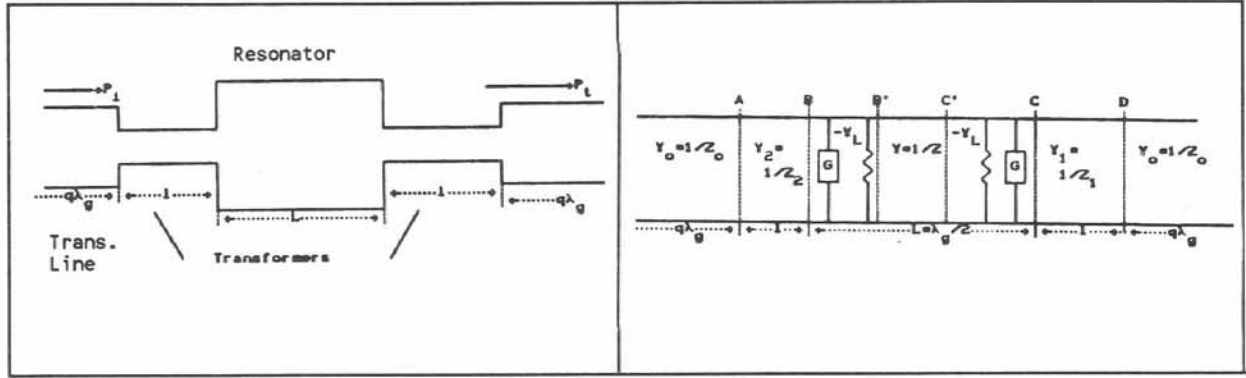 Resonator
P_i
P_t
qλ_g
l
L
l
qλ_g
Trans.
Line
Transformers
A
B
B'
C'
C
D
-Y_L
-Y_L
Y_o=1/Z_o
Y_2=
1/Z_2
G
Y=1/Z
G
Y_1=
1/Z_1
Y_o=1/Z_o
qλ_g
l
L=λ_g/2
l
qλ_g